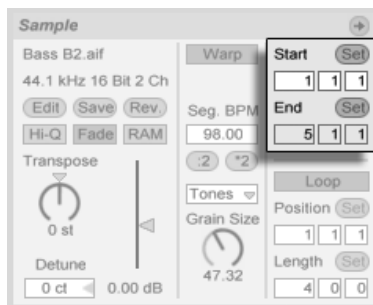 Sample
Bass B2.aif
44.1 kHz 16 Bit 2 Ch
Edit Save Rev.
Hi-Q Fade RAM
Transpose
0 st
Detune
0 ct 0.00 dB
Warp
Seg. BPM
98.00
:2 *2
Tones
Grain Size
47.32
Start Set
1 1 1
End Set
5 1 1
Loop
Position Set
1 1 1
Length Set
4 0 0